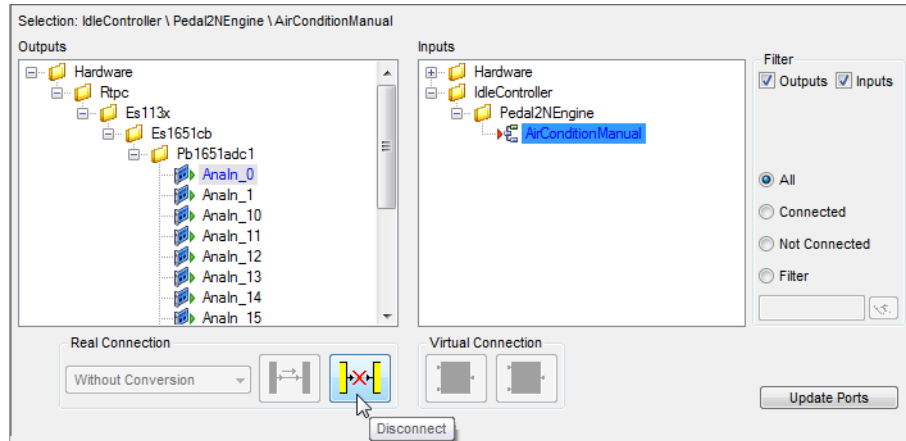 Selection: IdleController \ Pedal2NEngine \ AirConditionManual
Outputs
Inputs
Filter
Hardware
Rtpc
Es113x
Es1651cb
Pb1651adc1
AnaIn_0
AnaIn_1
AnaIn_10
AnaIn_11
AnaIn_12
AnaIn_13
AnaIn_14
AnaIn_15
Hardware
IdleController
Pedal2NEngine
AirConditionManual
Outputs Inputs
All
Connected
Not Connected
Filter
Real Connection
Without Conversion
Virtual Connection
Update Ports
Disconnect